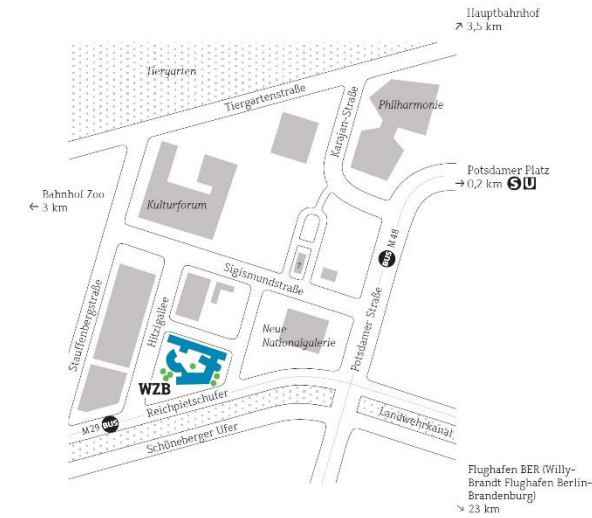 Hauptbahnhof
↗ 3,5 km
Tiergarten
Tiergartenstraße
Karajan-Straße
Philharmonie
Potsdamer Platz
→ 0,2 km S U
Bahnhof Zoo
← 3 km
Kulturforum
BUS M 48
Sigismundstraße
Stauffenbergstraße
Hitzigallee
Neue
Nationalgalerie
Potsdamer Straße
WZB
Reichpietschufer
M29 BUS
Landwehrkanal
Schöneberger Ufer
Flughafen BER (Willy-
Brandt Flughafen Berlin-
Brandenburg)
↘ 23 km